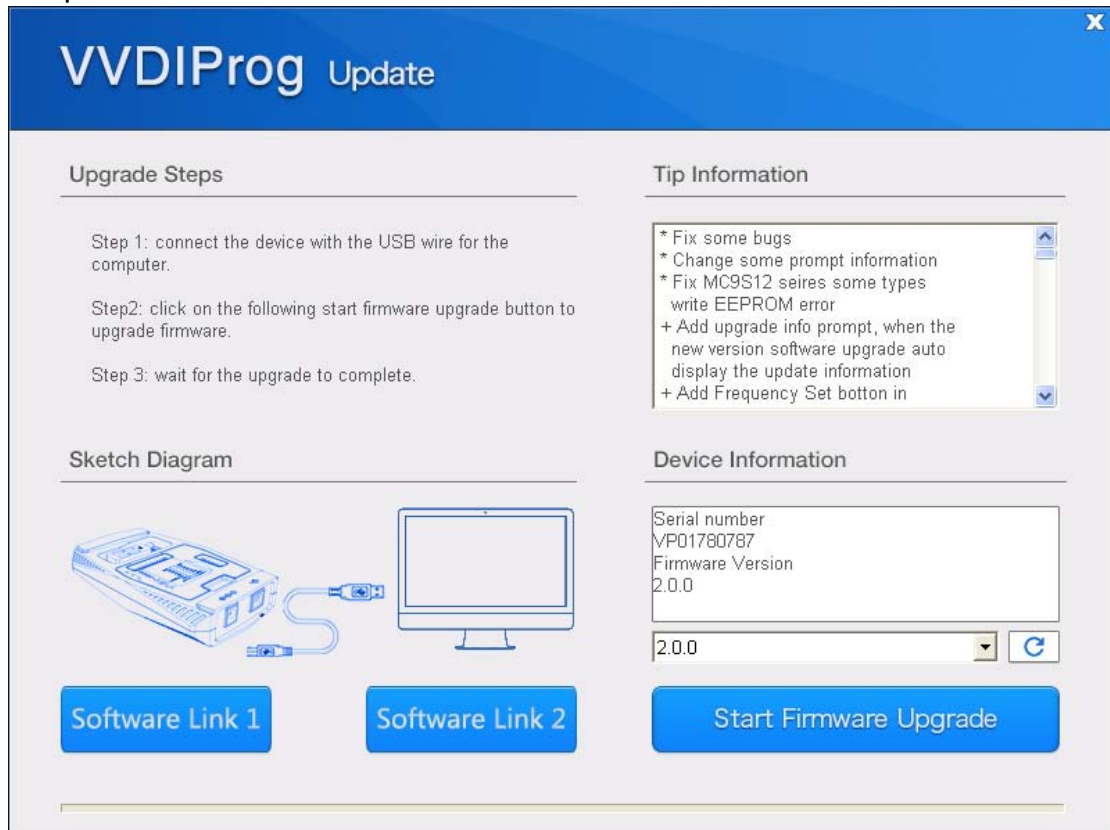 X
VVDIProg Update
Upgrade Steps
Step 1: connect the device with the USB wire for the
computer.
Step2: click on the following start firmware upgrade button to
upgrade firmware.
Step 3: wait for the upgrade to complete.
Tip Information
* Fix some bugs
* Change some prompt information
* Fix MC9S12 seires some types
write EEPROM error
+ Add upgrade info prompt, when the
new version software upgrade auto
display the update information
+ Add Frequency Set botton in
Sketch Diagram
Device Information
Serial number
VP01780787
Firmware Version
2.0.0
2.0.0
Software Link 1
Software Link 2
Start Firmware Upgrade